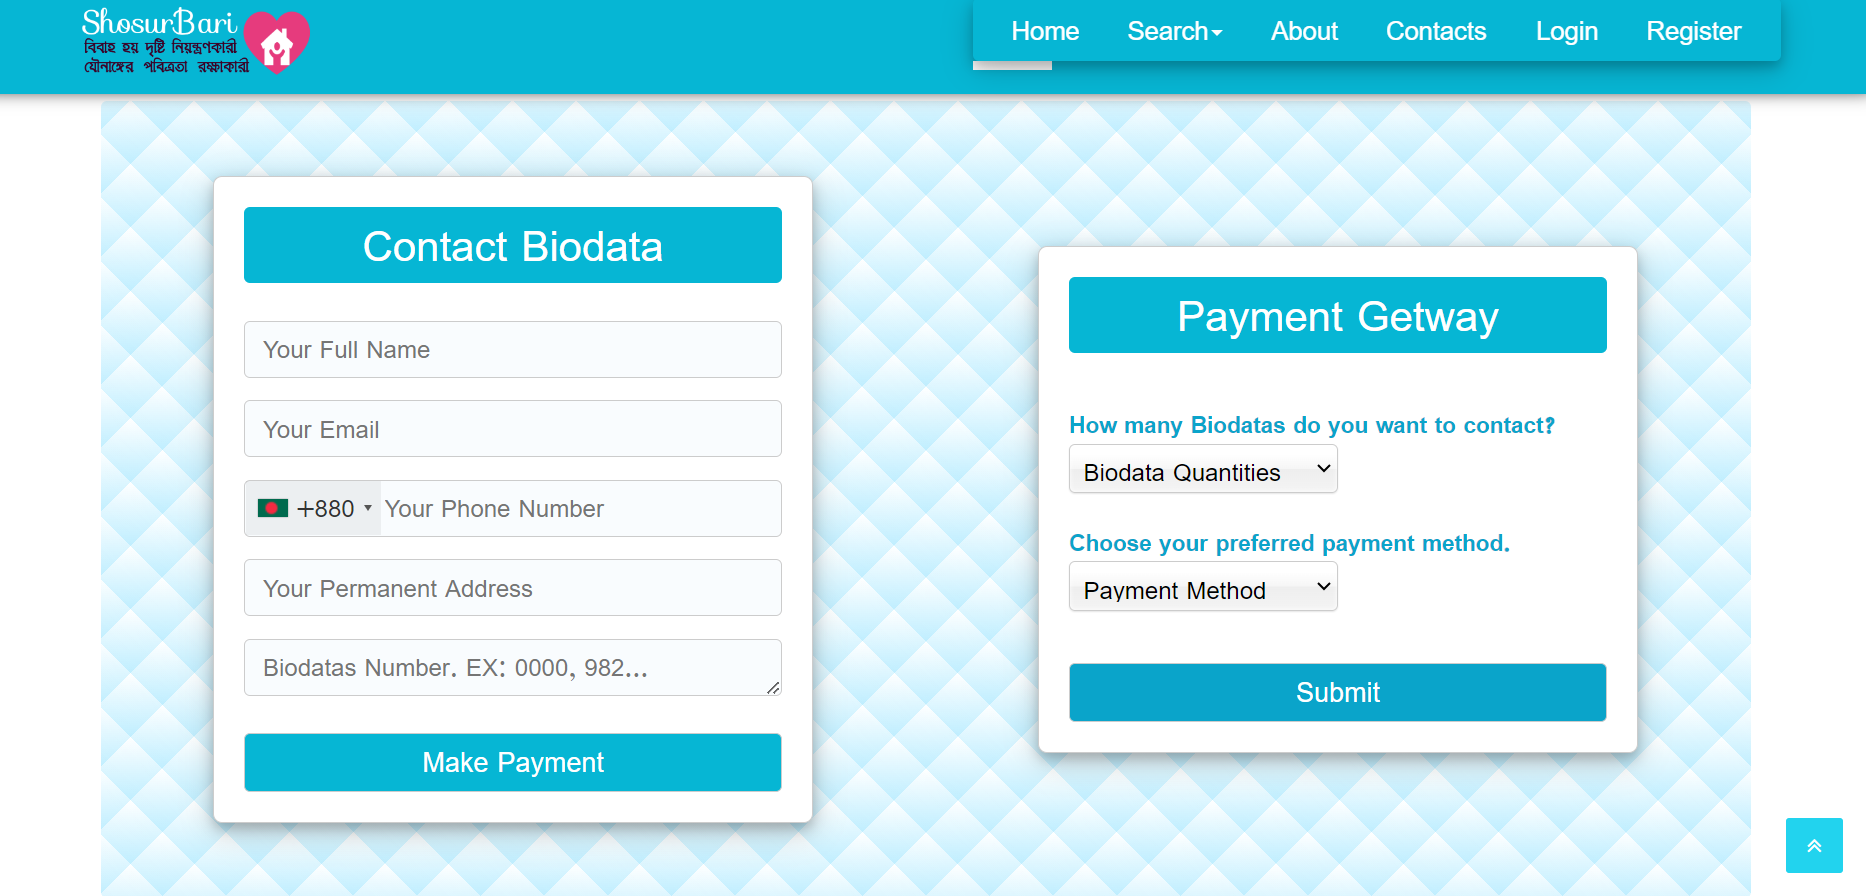 ShosurBari
বিবাহ হয় দৃষ্টি নিয়ন্ত্রণকারী
যৌনাঙ্গের পবিত্রতা রক্ষাকারী
Home Search About Contacts Login Register
Contact Biodata
Your Full Name
Your Email
+880 Your Phone Number
Your Permanent Address
Biodatas Number. EX: 0000, 982...
Make Payment
Payment Getway
How many Biodatas do you want to contact?
Biodata Quantities
Choose your preferred payment method.
Payment Method
Submit